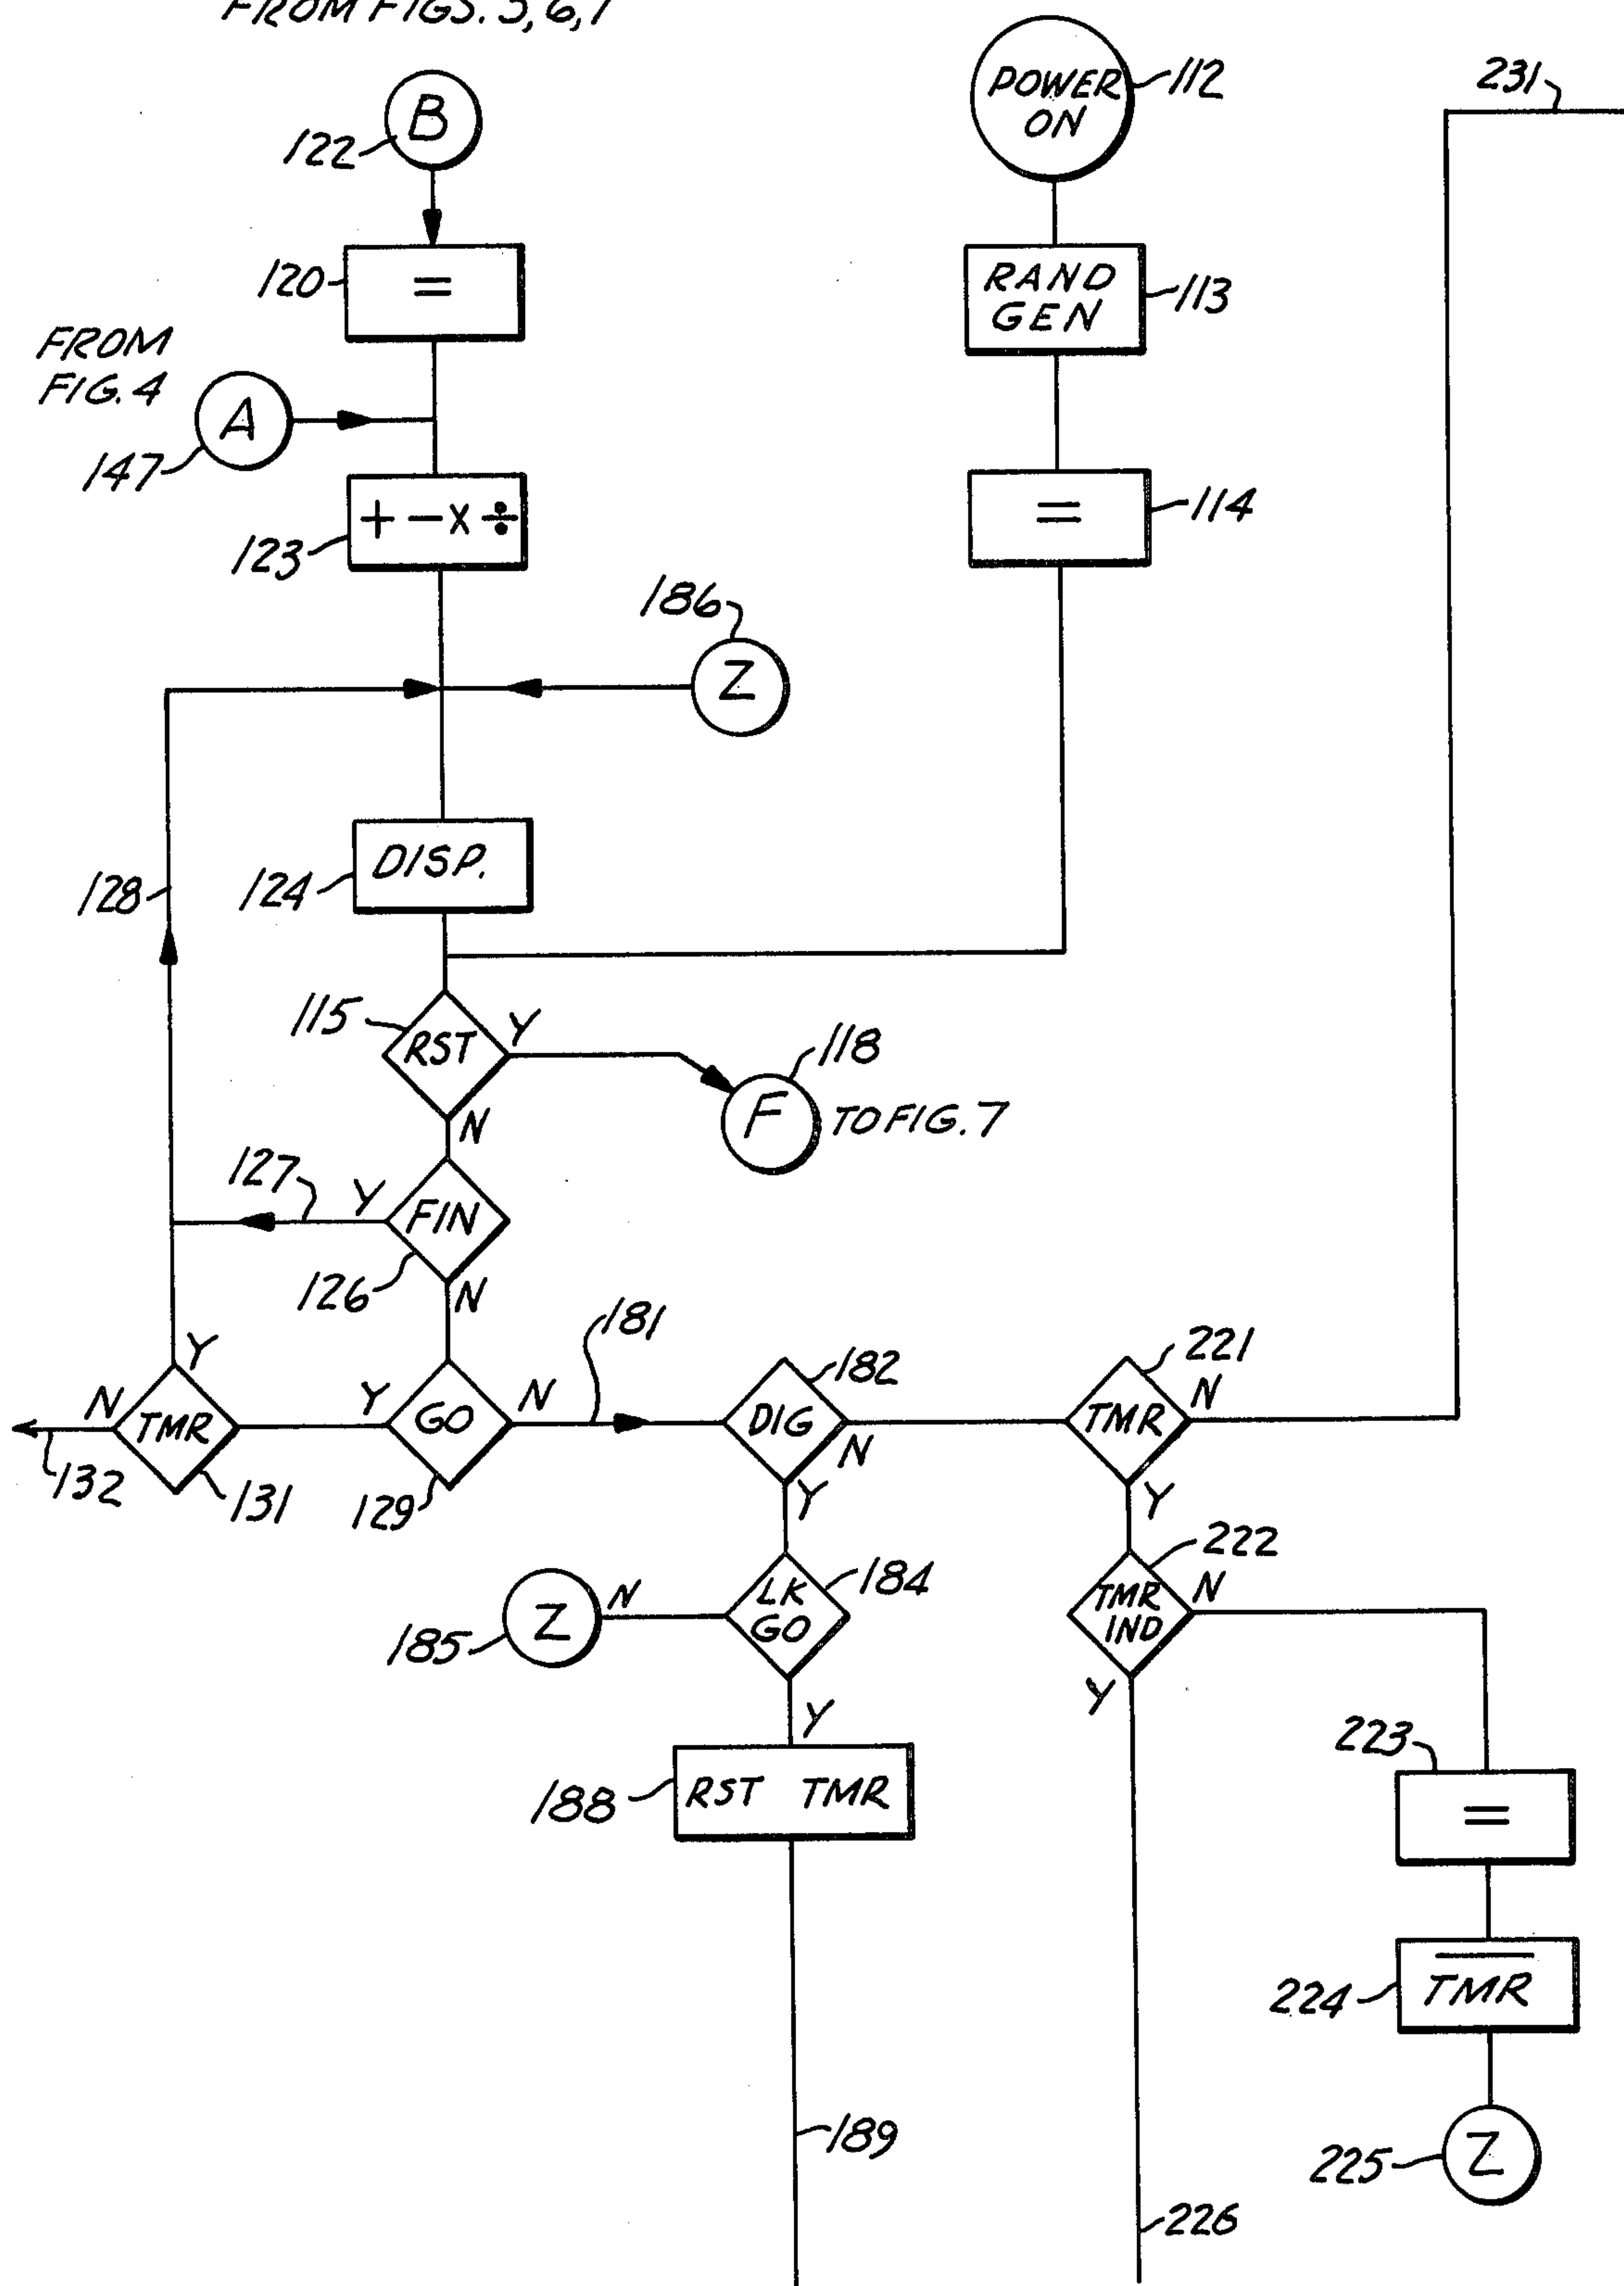 FROM FIGS. 5, 6, 7
B
122
POWER
ON
112
231
120
=
RAND
GEN
113
FROM
FIG. 4
A
147
+ - x ÷
123
=
114
186
Z
128
124
DISP.
115
RST
Y
N
118
F
TO FIG. 7
127
Y
FIN
126
N
181
Y
N
TMR
132
131
Y
GO
N
129
182
DIG
N
Y
221
TMR
N
Y
222
TMR
IND
N
Y
Z
N
185
LK
GO
184
Y
188
RST TMR
223
=
224
TMR
189
225
Z
226